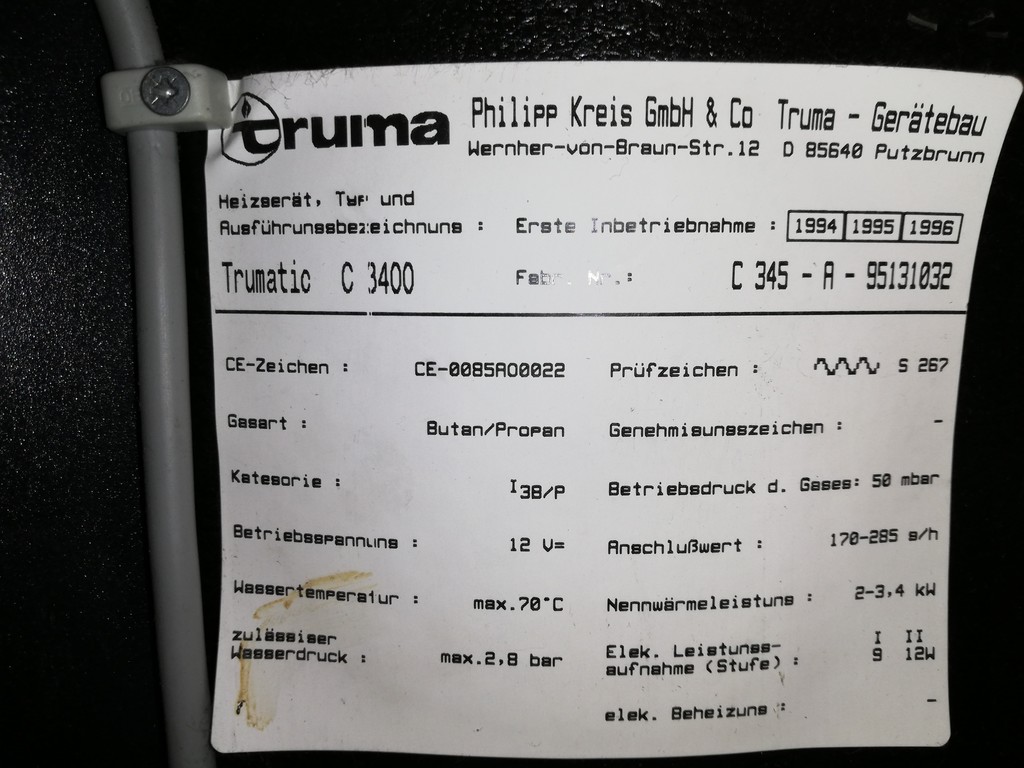 truma
Philipp Kreis GmbH & Co Truma - Gerätebau
Wernher-von-Braun-Str.12 D 85640 Putzbrunn
Heizgerät, Typ und
Ausführungsbezeichnung : Erste Inbetriebnahme : 1994 1995 1996
Trumatic C 3400 Fabr. Nr.: C 345 - A - 95131032
CE-Zeichen : CE-0085AO0022 Prüfzeichen : S 267
Gasart : Butan/Propan Genehmigungszeichen : -
Kategorie : I3B/P Betriebsdruck d. Gases: 50 mbar
Betriebsspannung : 12 V= Anschlußwert : 170-285 g/h
Wassertemperatur : max.70°C Nennwärmeleistung : 2-3,4 kW
zulässiger
Wasserdruck : max.2,8 bar
Elek. Leistungs- I II
aufnahme (Stufe) : 9 12W
elek. Beheizung : -